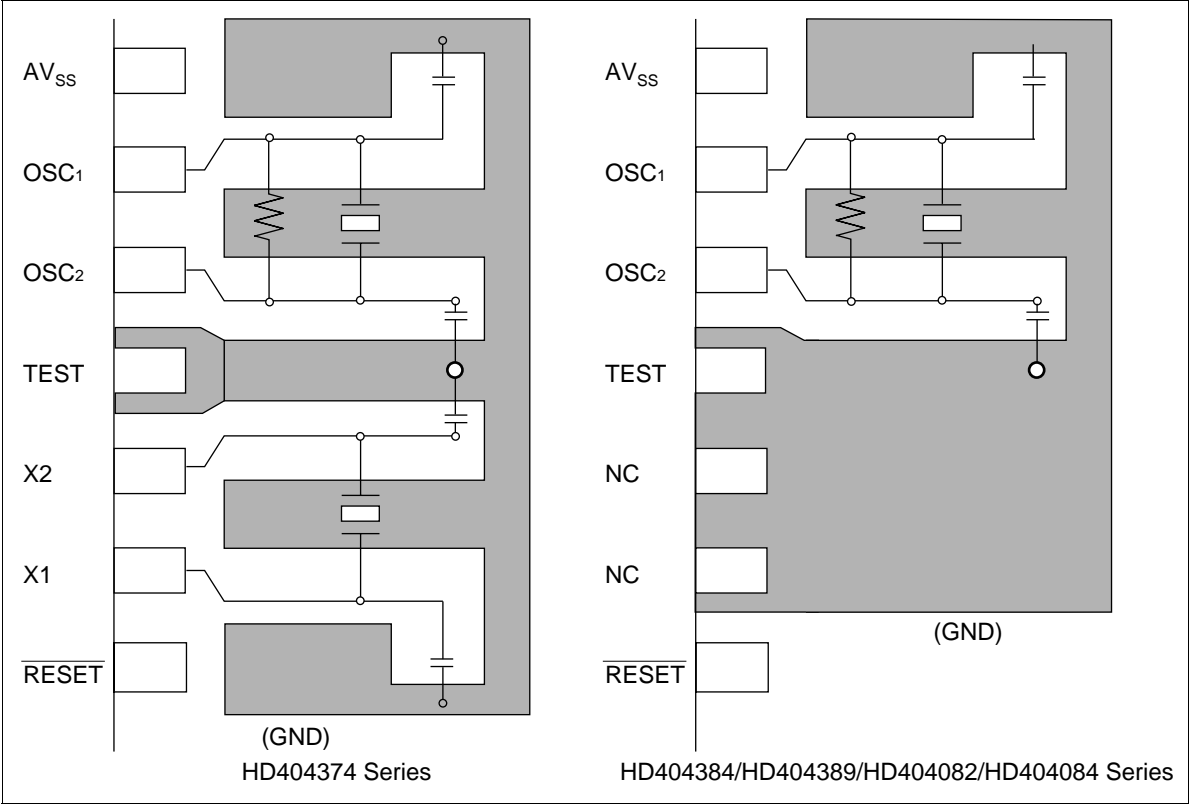 AVSS
OSC1
OSC2
TEST
X2
X1
RESET
(GND)
HD404374 Series
AVSS
OSC1
OSC2
TEST
NC
NC
RESET
(GND)
HD404384/HD404389/HD404082/HD404084 Series